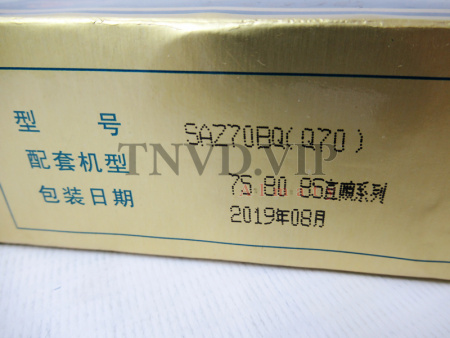 型 号 SAZ70BQ(Q70)
TNVD.VIP
配套机型 75 80 85直喷系列
包装日期 2019年08月